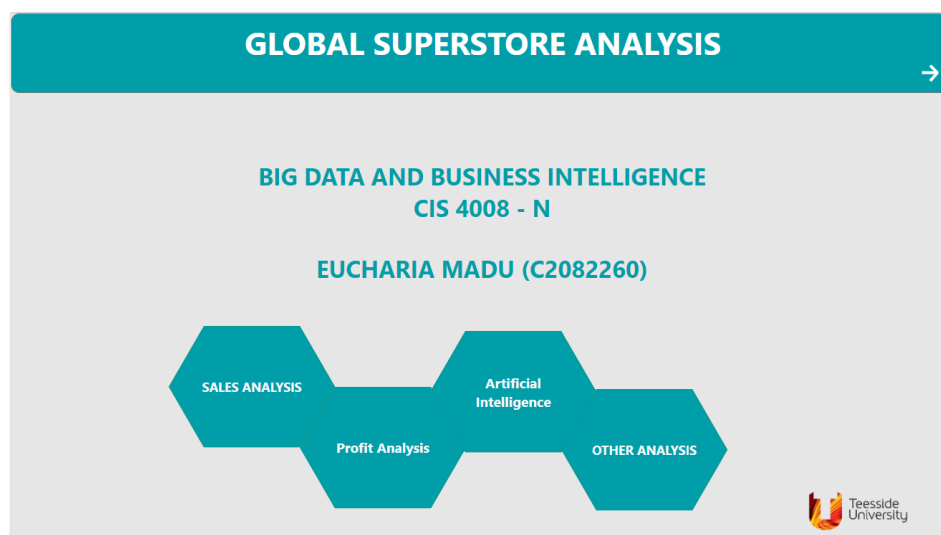 GLOBAL SUPERSTORE ANALYSIS
BIG DATA AND BUSINESS INTELLIGENCE
CIS 4008 - N
EUCHARIA MADU (C2082260)
SALES ANALYSIS
Profit Analysis
Artificial
Intelligence
OTHER ANALYSIS
Teesside
University